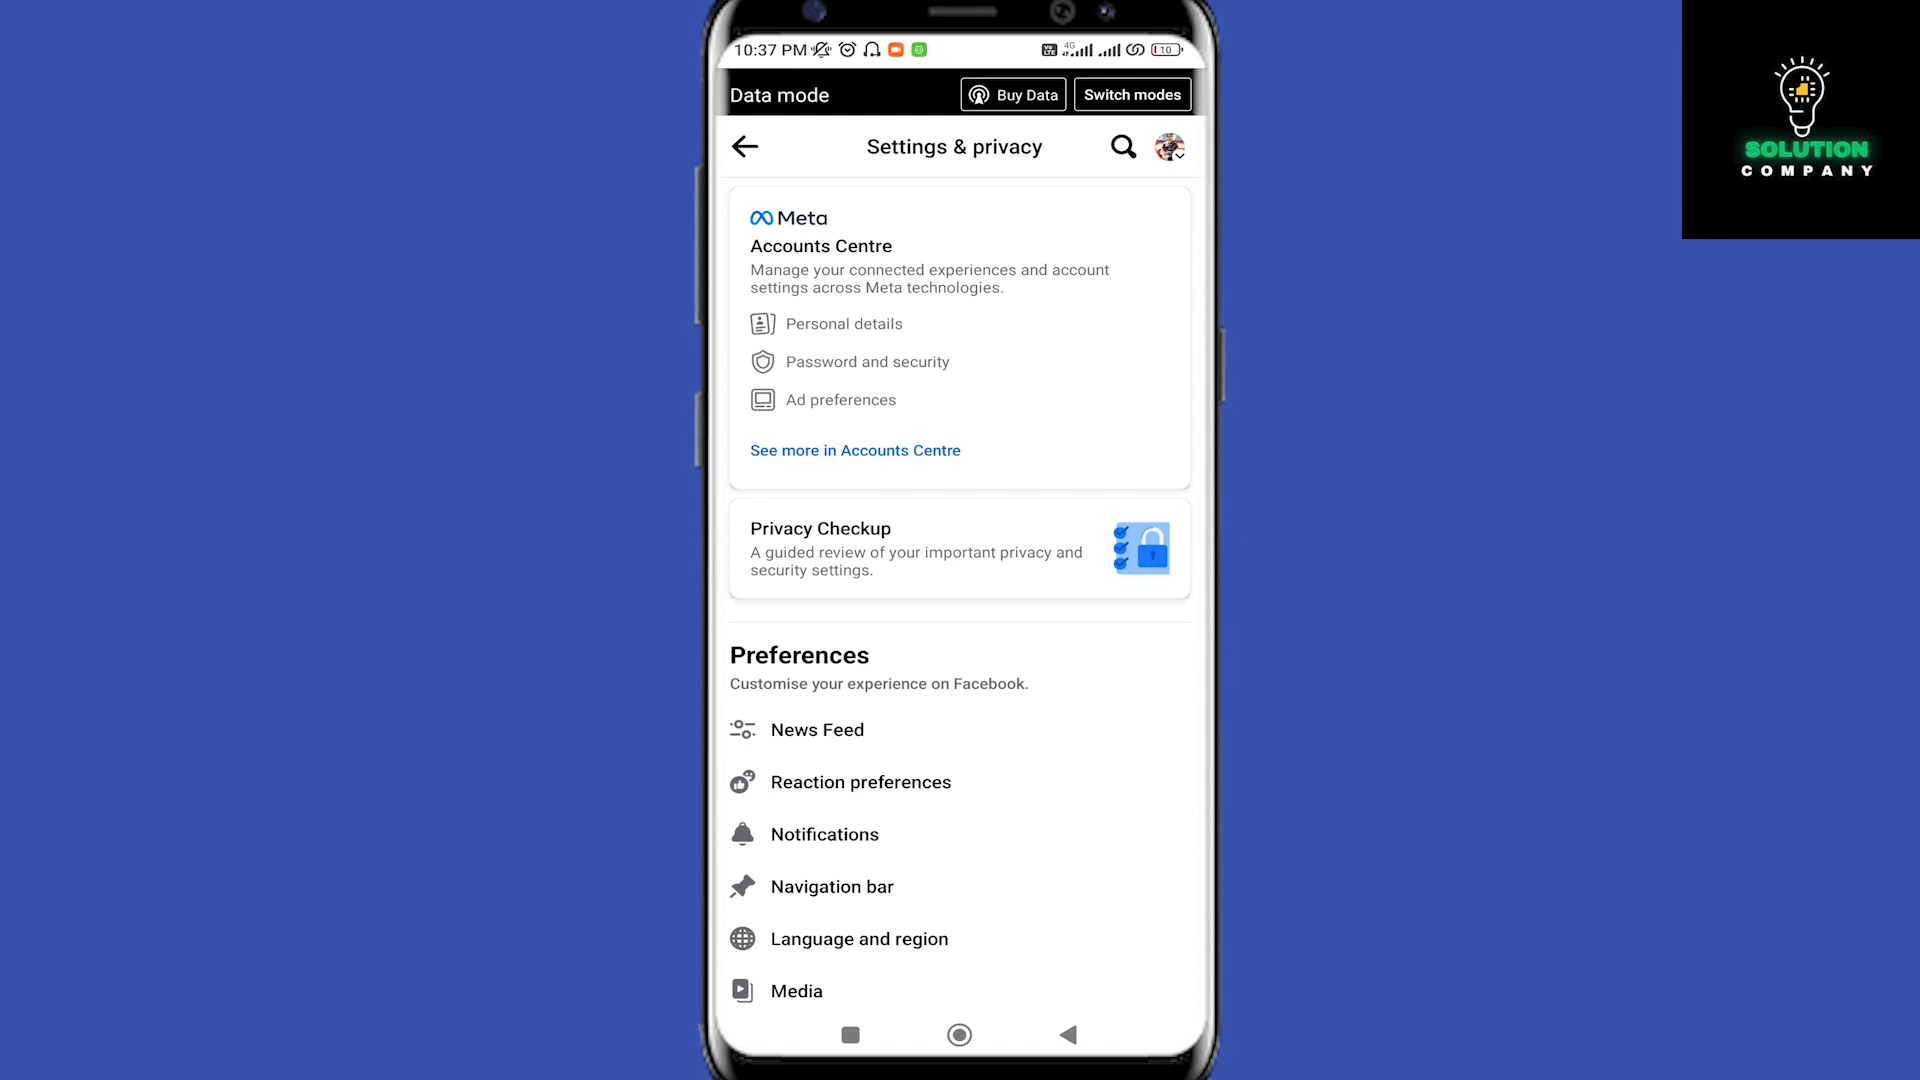 10:37 PM
4G
10
Data mode
Buy Data
Switch modes
Settings & privacy
Meta
Accounts Centre
Manage your connected experiences and account
settings across Meta technologies.
Personal details
Password and security
Ad preferences
See more in Accounts Centre
Privacy Checkup
A guided review of your important privacy and
security settings.
Preferences
Customise your experience on Facebook.
News Feed
Reaction preferences
Notifications
Navigation bar
Language and region
Media
SOLUTION
COMPANY